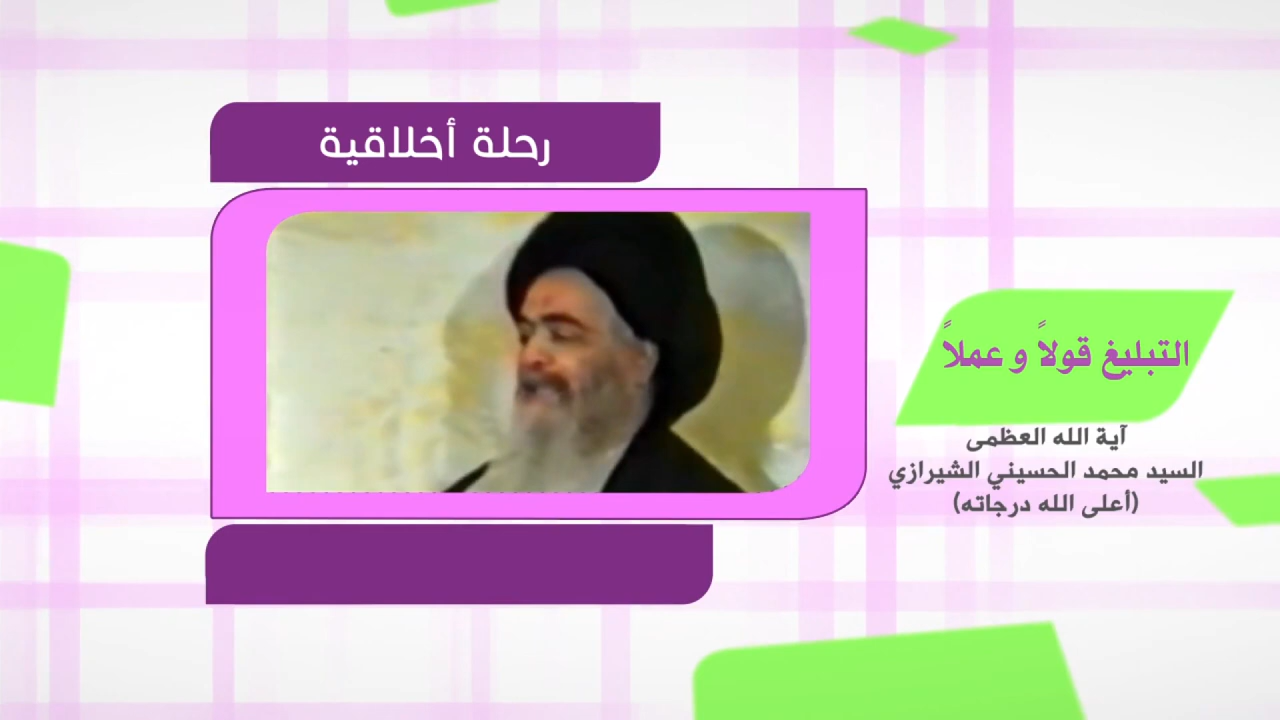 رحلة أخلاقية
التبليغ قولاً و عملاً
آية الله العظمى
السيد محمد الحسيني الشيرازي
(أعلى الله درجاته)